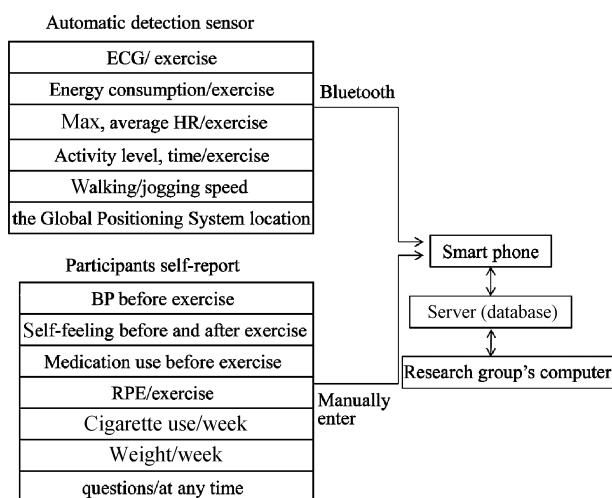 Automatic detection sensor
ECG/ exercise
Energy consumption/exercise
Max, average HR/exercise
Activity level, time/exercise
Walking/jogging speed
the Global Positioning System location
Bluetooth
Participants self-report
BP before exercise
Self-feeling before and after exercise
Medication use before exercise
RPE/exercise
Cigarette use/week
Weight/week
questions/at any time
Manually
enter
Smart phone
Server (database)
Research group's computer